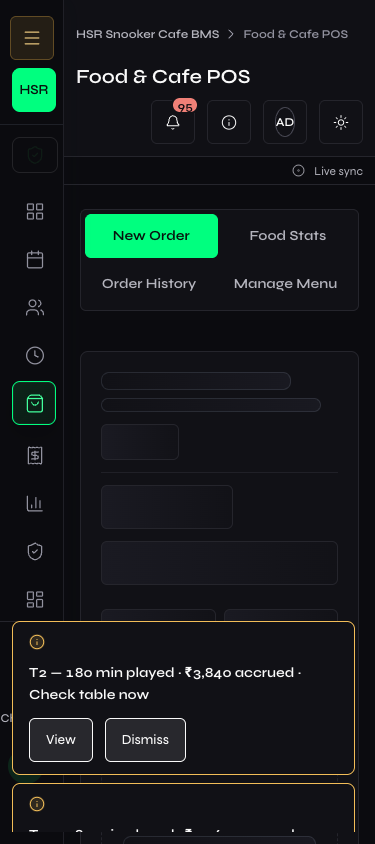 HSR Snooker Cafe BMS > Food & Cafe POS
HSR
Food & Cafe POS
95
AD
Live sync
New Order
Food Stats
Order History
Manage Menu
T2 — 180 min played · ₹3,840 accrued ·
Check table now
View
Dismiss